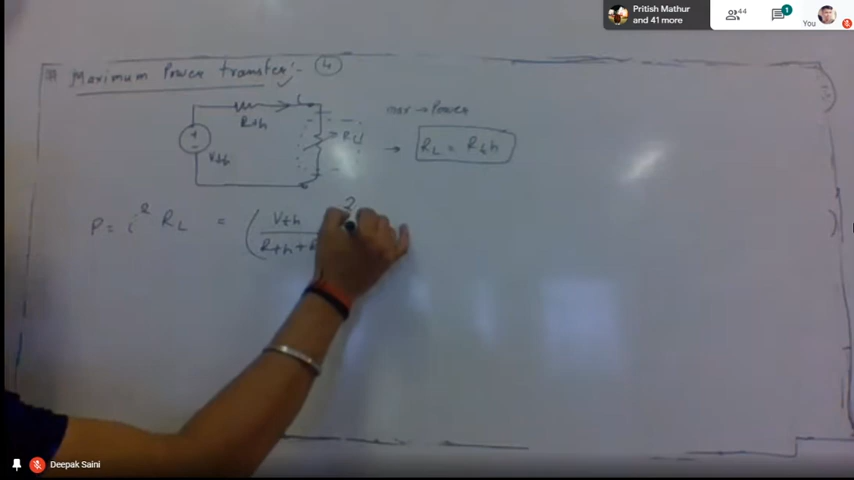 Pritish Mathur
and 41 more
44
1
You
Maximum Power transfer:- (4)
i
Rth
+
-
Vth
RL
max → Power
→ RL = Rth
P = i² RL = ( Vth
Rth + R
2
Deepak Saini